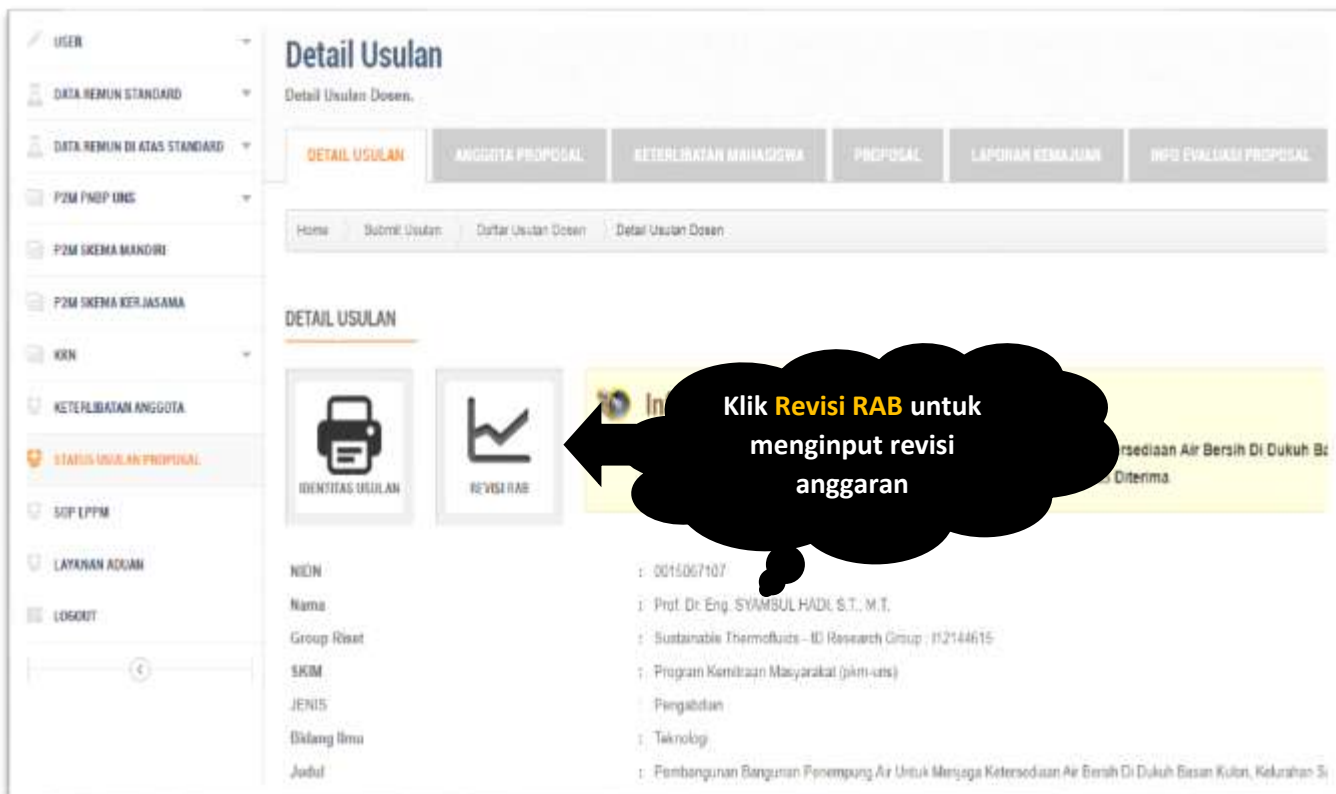 USER
DATA REMUN STANDARD
DATA REMUN DI ATAS STANDARD
P2M PNBP UNS
P2M SKEMA MANDIRI
P2M SKEMA KERJASAMA
KKN
KETERLIBATAN ANGGOTA
STATUS USULAN PROPOSAL
SOP LPPM
LAYANAN ADUAN
LOGOUT
Detail Usulan
Detail Usulan Dosen.
DETAIL USULAN ANGGOTA PROPOSAL KETERLIBATAN MAHASISWA PROPOSAL LAPORAN KEMAJUAN INFO EVALUASI PROPOSAL
Home Submit Usulan Daftar Usulan Dosen Detail Usulan Dosen
DETAIL USULAN
IDENTITAS USULAN
REVISI RAB
In
Klik Revisi RAB untuk
menginput revisi
anggaran
rsediaan Air Bersih Di Dukuh Ba
Diterima
NIDN : 0015067107
Nama : Prof. Dr. Eng. SYAMSUL HADI, S.T., M.T.
Group Riset : Sustainable Thermofluids - ID Research Group ; I12144615
SKIM : Program Kemitraan Masyarakat (pkm-uns)
JENIS : Pengabdian
Bidang Ilmu : Teknologi
Judul : Pembangunan Bangunan Penampung Air Untuk Menjaga Ketersediaan Air Bersih Di Dukuh Basan Kulon, Kelurahan